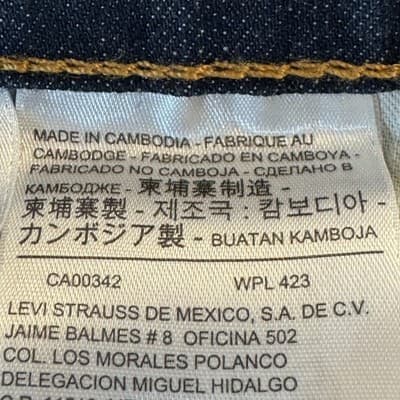 MADE IN CAMBODIA - FABRIQUE AU
CAMBODGE - FABRICADO EN CAMBOYA -
FABRICADO NO CAMBOJA - СДЕЛАНО В
КАМБОДЖЕ - 柬埔寨制造 -
柬埔寨製 - 제조국 : 캄보디아 -
カンボジア製 - BUATAN KAMBOJA
CA00342 WPL 423
LEVI STRAUSS DE MEXICO, S.A. DE C.V.
JAIME BALMES # 8 OFICINA 502
COL. LOS MORALES POLANCO
DELEGACION MIGUEL HIDALGO